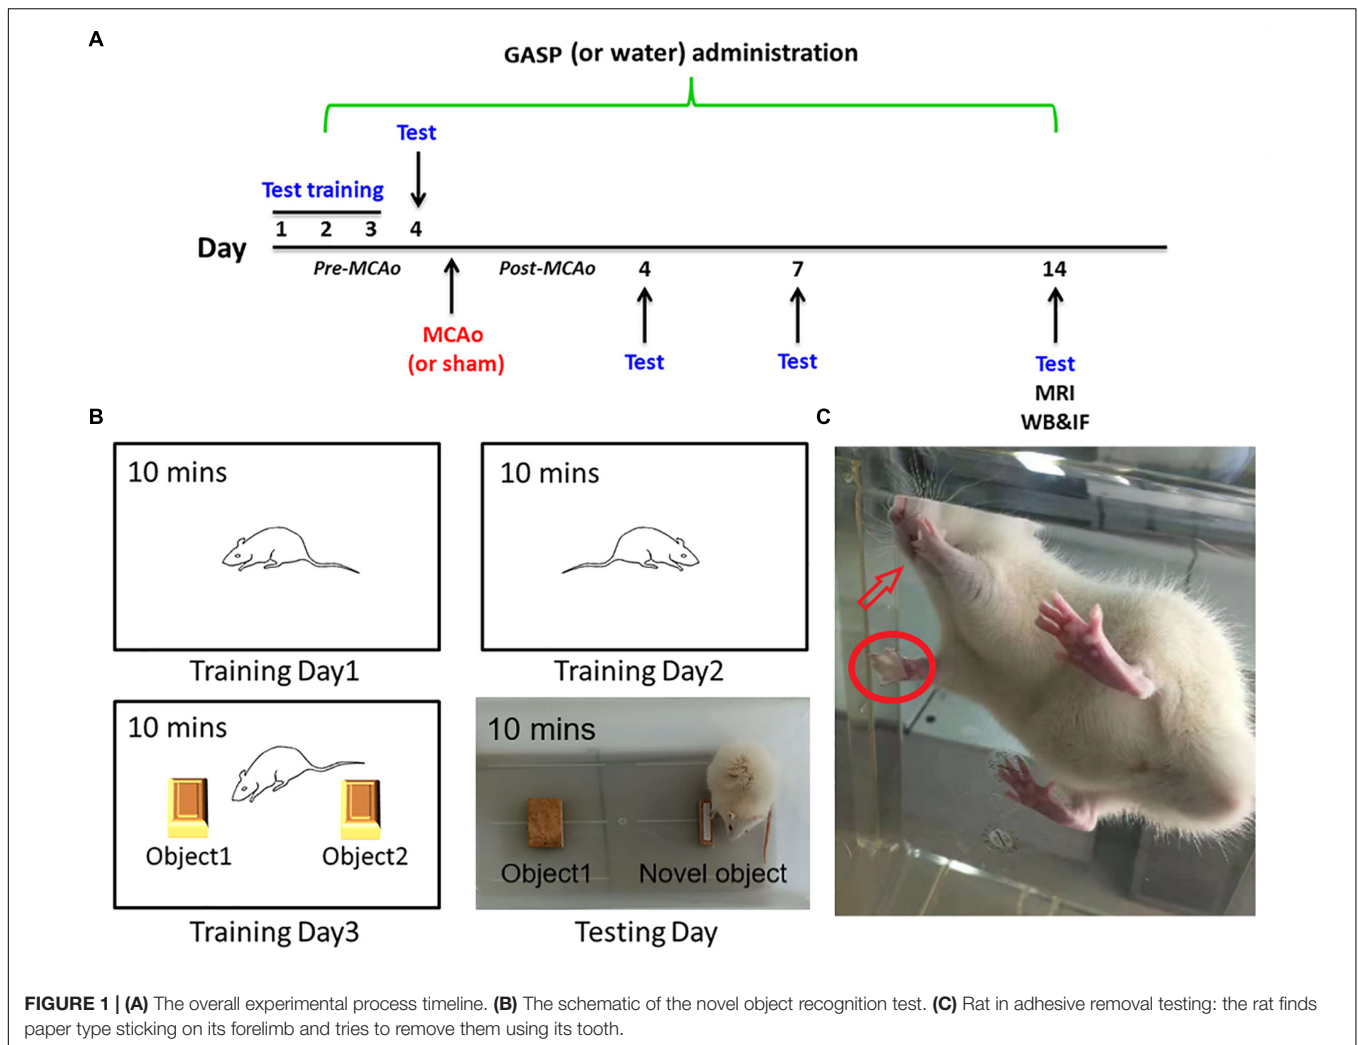 A
GASP (or water) administration
Test
Test training
1 2 3 4
Day
Pre-MCAo Post-MCAo 4 7 14
MCAo
(or sham)
Test Test Test
MRI
WB&IF
B
C
10 mins
10 mins
Training Day1
Training Day2
10 mins
Object1
Object2
Training Day3
10 mins
Object1
Novel object
Testing Day
FIGURE 1 | (A) The overall experimental process timeline. (B) The schematic of the novel object recognition test. (C) Rat in adhesive removal testing: the rat finds
paper type sticking on its forelimb and tries to remove them using its tooth.